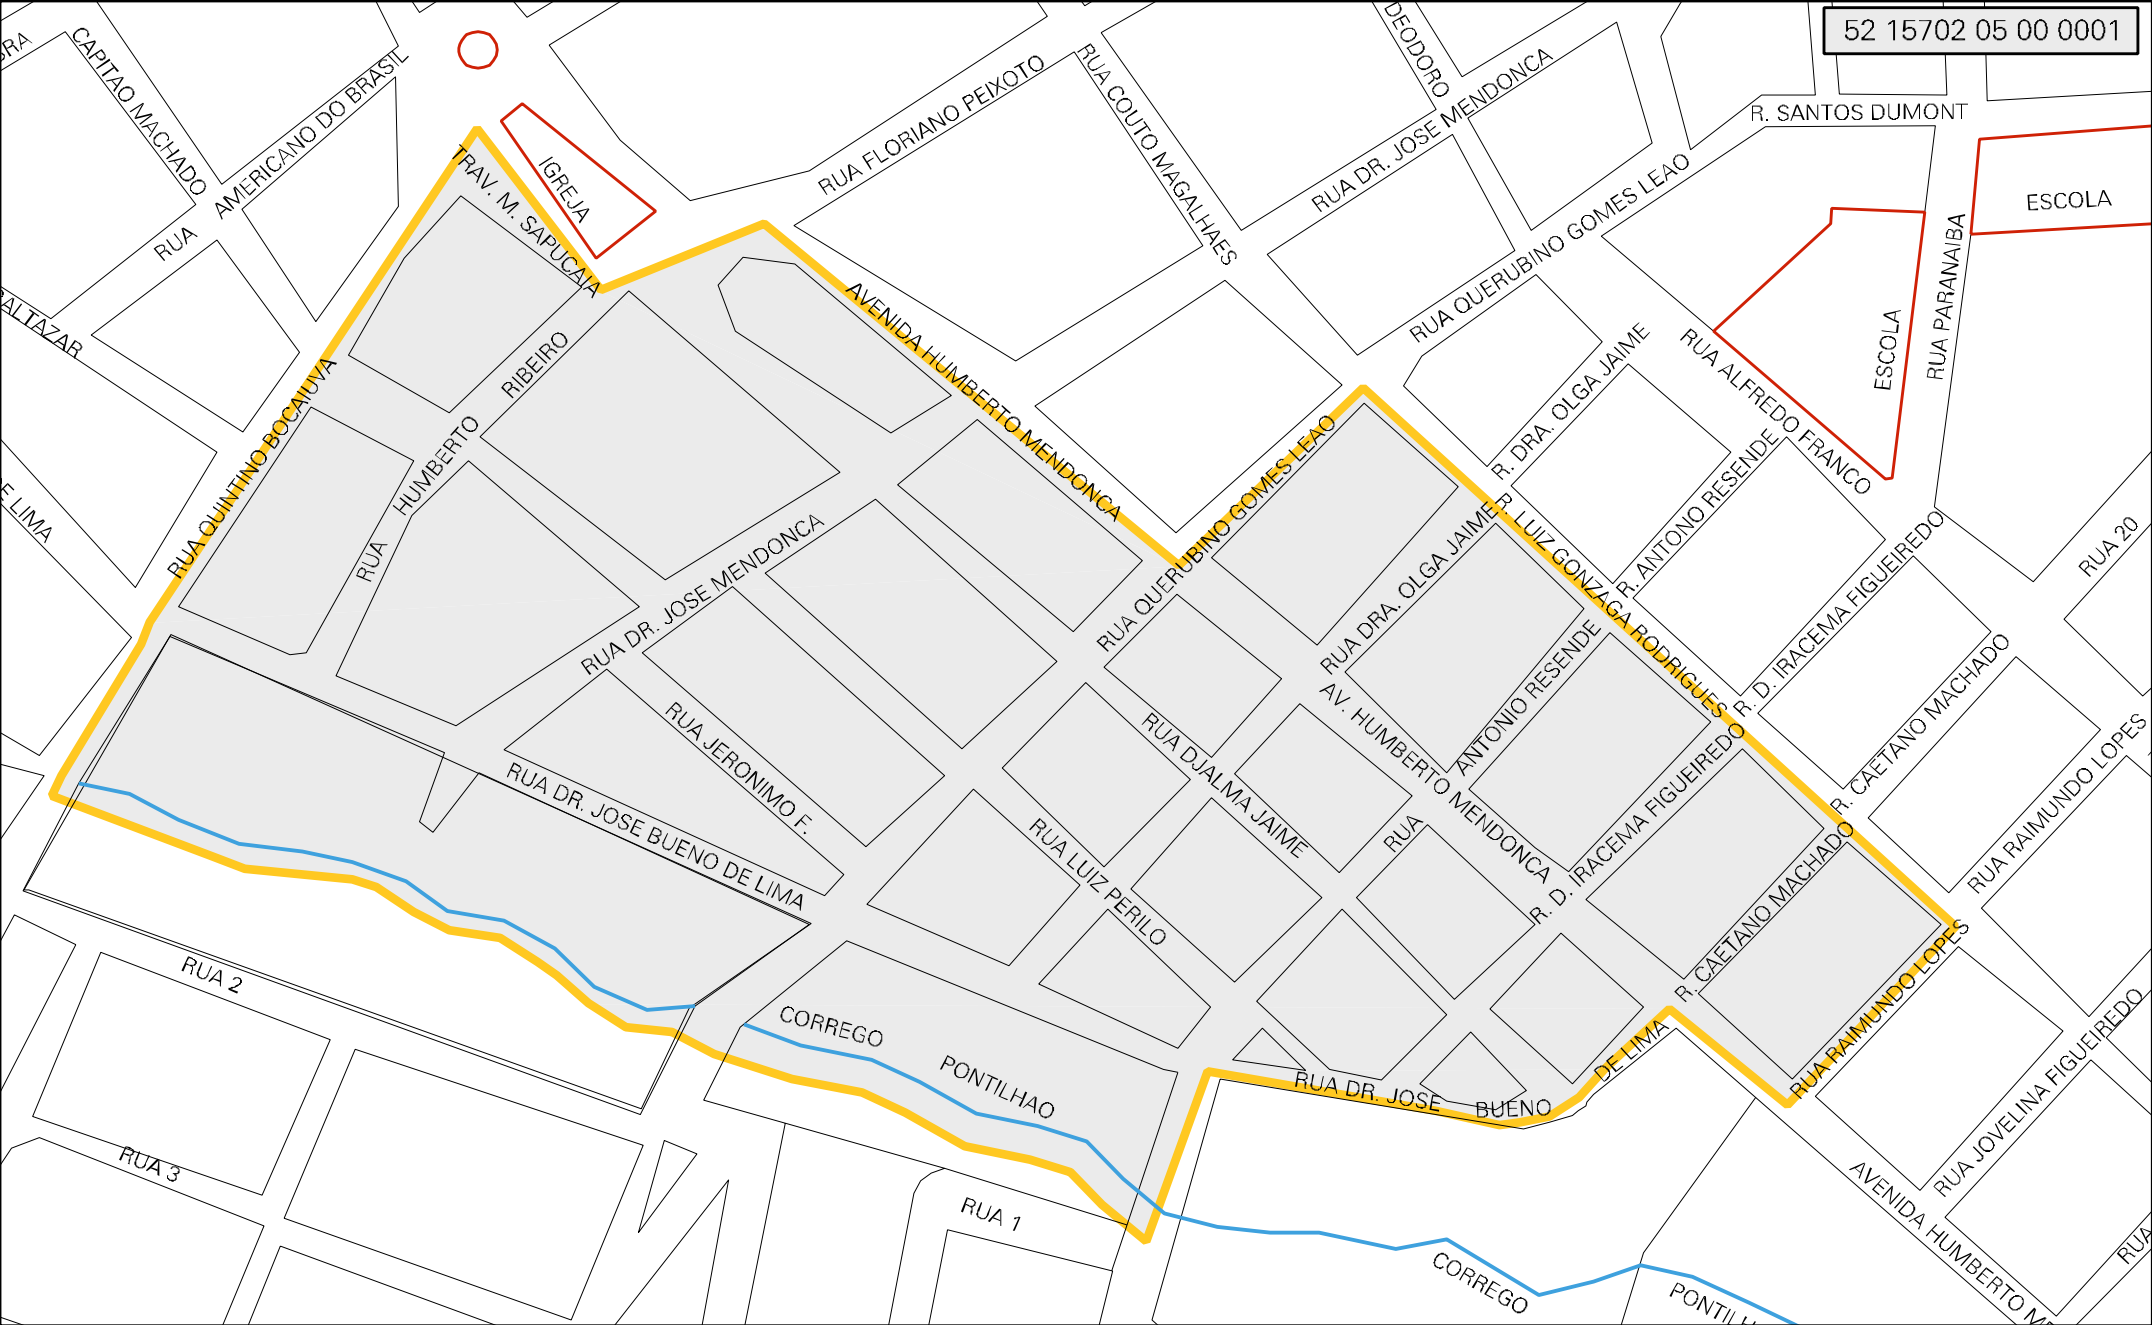 52 15702 05 00 0001
CAPITAO MACHADO
AMERICANO DO BRASIL
RUA
IGREJA
TRAV. M. SAPUCAIA
RUA FLORIANO PEIXOTO
RUA COUTO MAGALHAES
DEODORO
RUA DR. JOSE MENDONCA
R. SANTOS DUMONT
ESCOLA
ESCOLA
RUA PARANAIBA
RUA QUERUBINO GOMES LEAO
RUA ALFREDO FRANCO
BALTAZAR
E LIMA
RUA QUINTINO BOCAIUVA
RUA
HUMBERTO
RIBEIRO
AVENIDA HUMBERTO MENDONCA
RUA DR. JOSE MENDONCA
RUA QUERUBINO GOMES LEAO
R. DRA. OLGA JAIME
R. ANTONO RESENDE
R. LUIZ GONZAGA RODRIGUES
R. D. IRACEMA FIGUEIREDO
RUA 20
RUA DRA. OLGA JAIME
ANTONIO RESENDE
RUA
AV. HUMBERTO MENDONCA
R. D. IRACEMA FIGUEIREDO
R. CAETANO MACHADO
RUA RAIMUNDO LOPES
RUA JERONIMO F.
RUA DJALMA JAIME
RUA LUIZ PERILO
RUA DR. JOSE BUENO DE LIMA
R. CAETANO MACHADO
RUA RAIMUNDO LOPES
RUA 2
CORREGO
PONTILHAO
RUA DR. JOSE
BUENO
DE LIMA
RUA JOVELINA FIGUEIREDO
RUA 3
RUA 1
AVENIDA HUMBERTO M
RUA
CORREGO
PONTILH